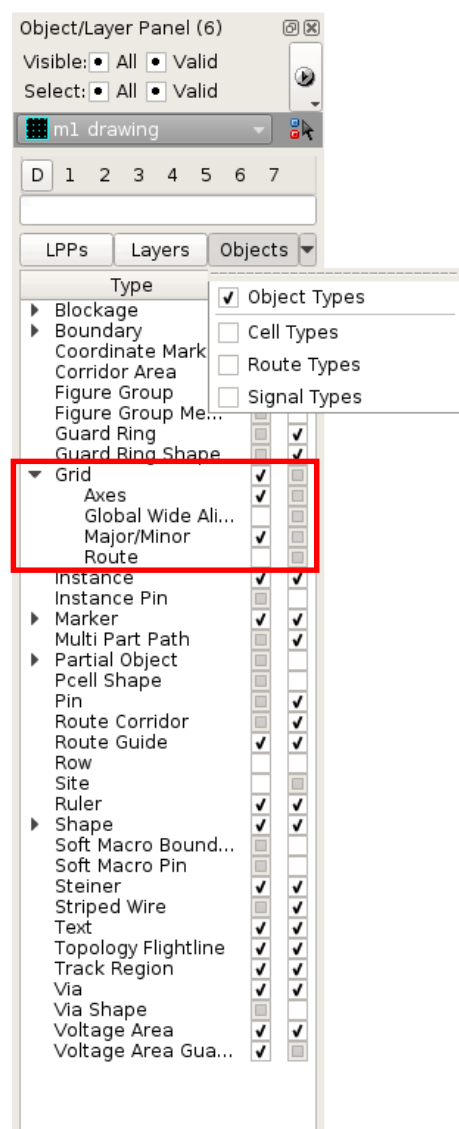 Object/Layer Panel (6)
Visible: All Valid
Select: All Valid
m1 drawing
D 1 2 3 4 5 6 7
LPPs Layers Objects
Type
Object Types
Cell Types
Route Types
Signal Types
Blockage
Boundary
Coordinate Mark
Corridor Area
Figure Group
Figure Group Me...
Guard Ring
Guard Ring Shape
Grid
Axes
Global Wide Ali...
Major/Minor
Route
Instance
Instance Pin
Marker
Multi Part Path
Partial Object
Pcell Shape
Pin
Route Corridor
Route Guide
Row
Site
Ruler
Shape
Soft Macro Bound...
Soft Macro Pin
Steiner
Striped Wire
Text
Topology Flightline
Track Region
Via
Via Shape
Voltage Area
Voltage Area Gua...